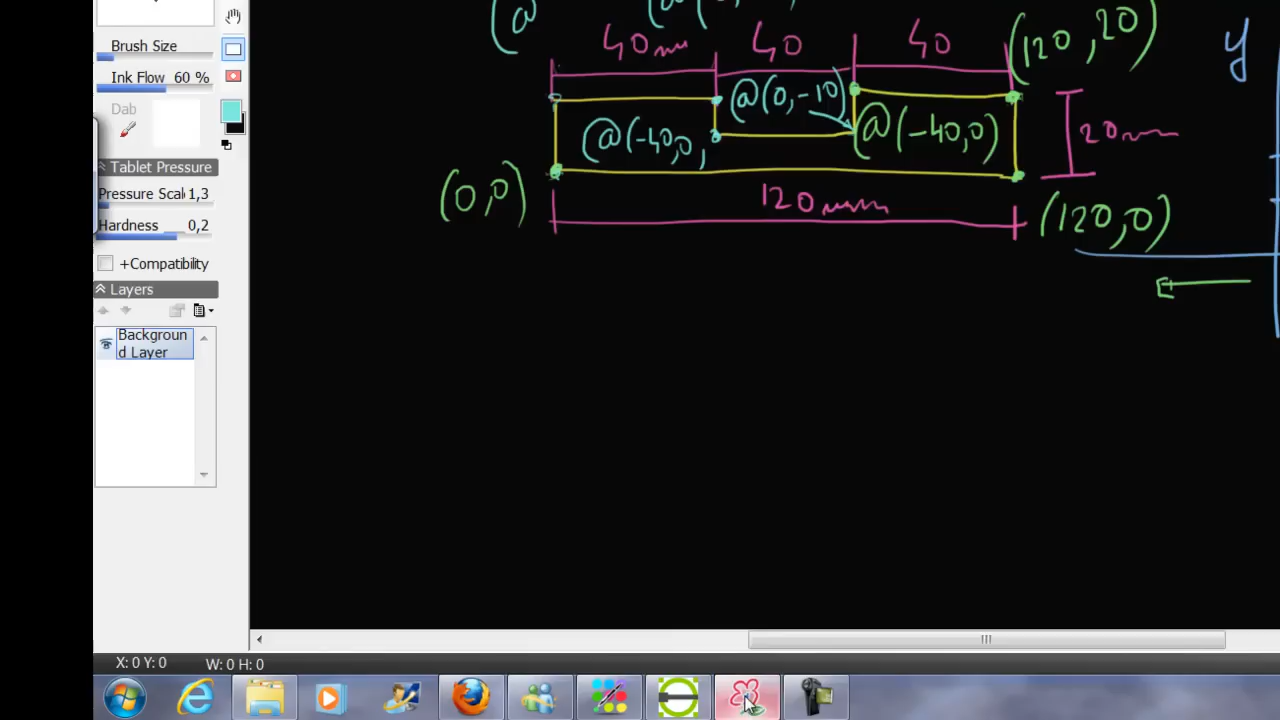 Brush Size
Ink Flow 60 %
Dab
Tablet Pressure
Pressure Scal 1,3
Hardness 0,2
+Compatibility
Layers
Backgroun
d Layer
(@
40
40
40
(120,20)
y
@(0,-10)
@(-40,0
@(-40,0)
20mm
(0,0)
120mm
(120,0)
X: 0 Y: 0 W: 0 H: 0